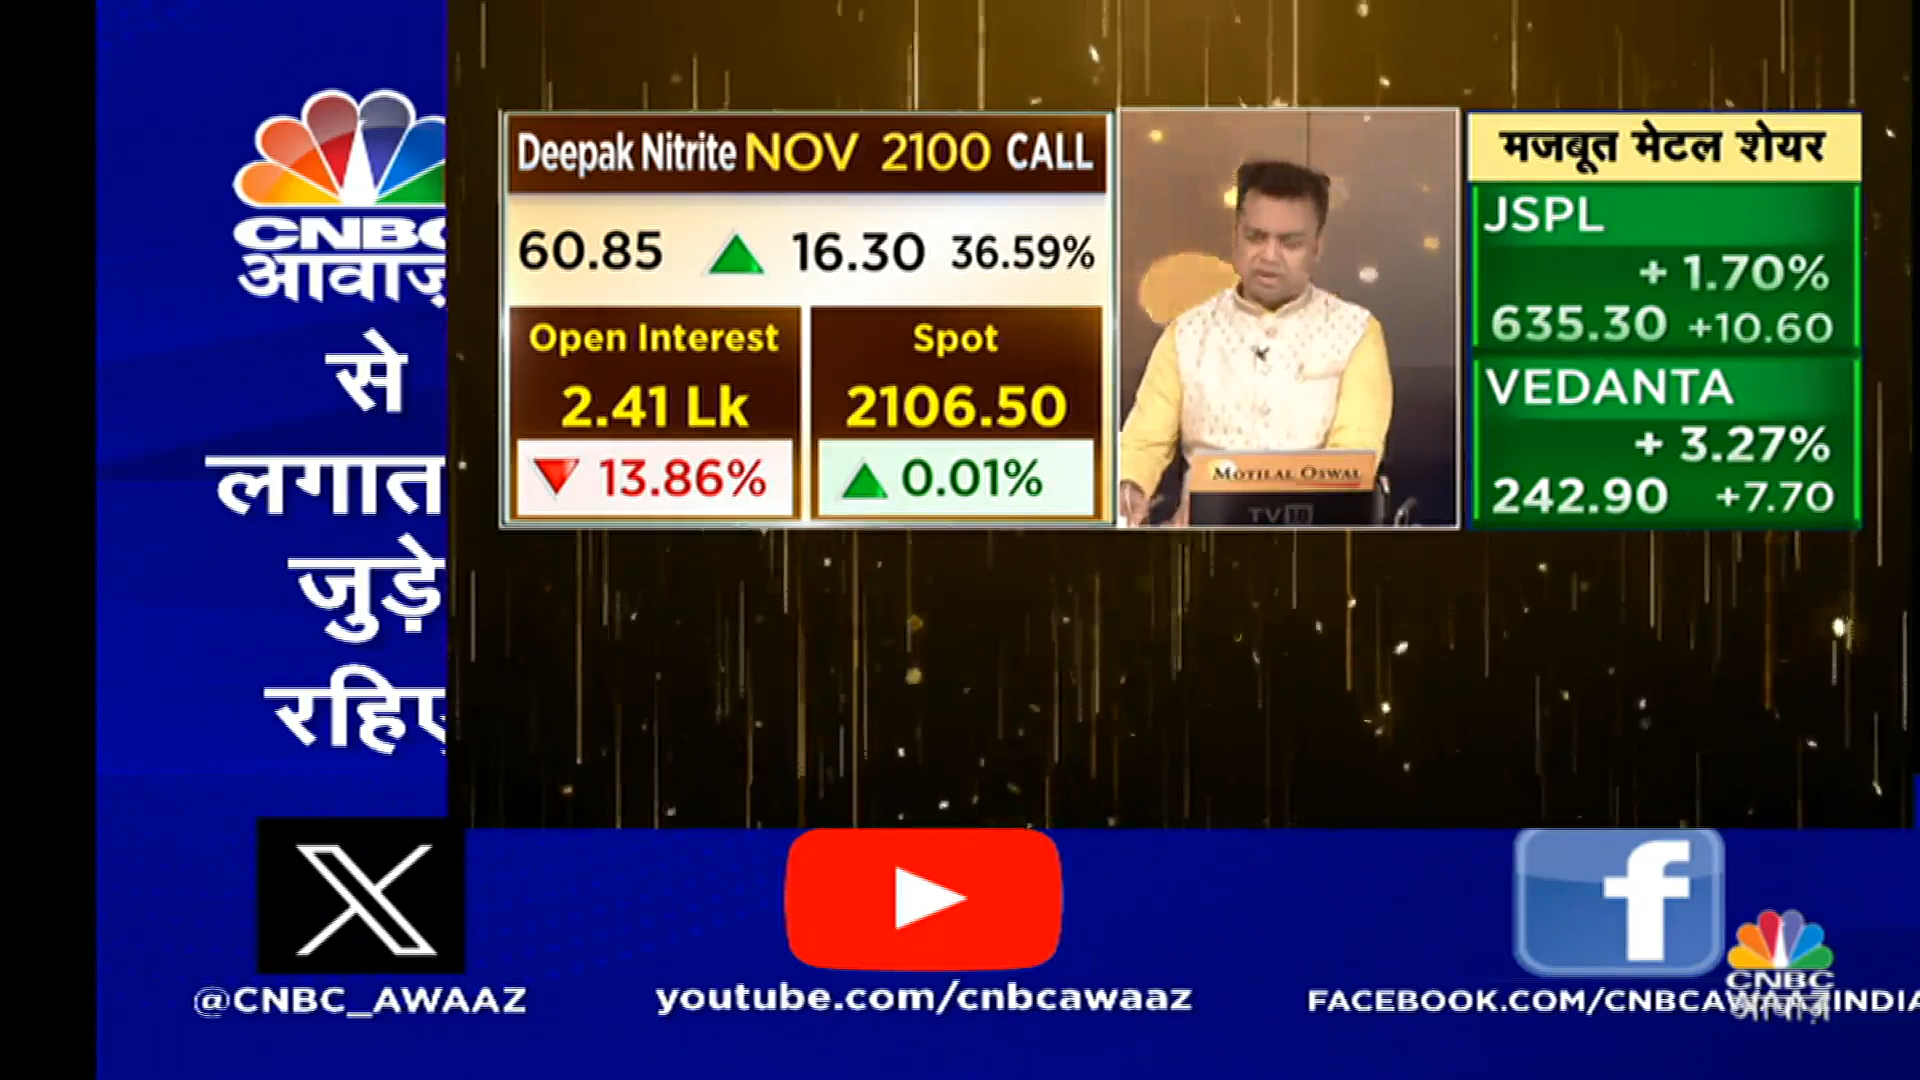 CNBC
आवाज़
से
लगात
जुड़े
रहिए
Deepak Nitrite NOV 2100 CALL
60.85 16.30 36.59%
Open Interest
2.41 Lk
13.86%
Spot
2106.50
0.01%
MOTILAL OSWAL
TV18
मजबूत मेटल शेयर
JSPL
+ 1.70%
635.30 +10.60
VEDANTA
+ 3.27%
242.90 +7.70
@CNBC_AWAAZ
youtube.com/cnbcawaaz
FACEBOOK.COM/CNBCAWAAZINDIA
CNBC
आवाज़